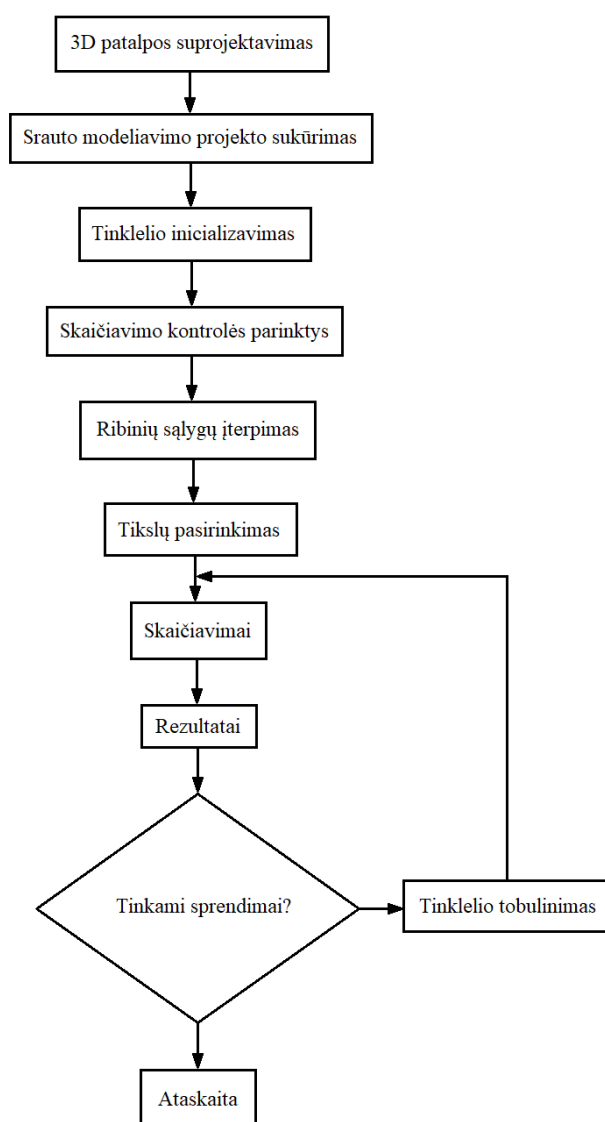 3D patalpos suprojektavimas
Srauto modeliavimo projekto sukūrimas
Tinklelio inicializavimas
Skaičiavimo kontrolės parinktys
Ribinių sąlygų įterpimas
Tikslų pasirinkimas
Skaičiavimai
Rezultatai
Tinkami sprendimai?
Tinklelio tobulinimas
Ataskaita